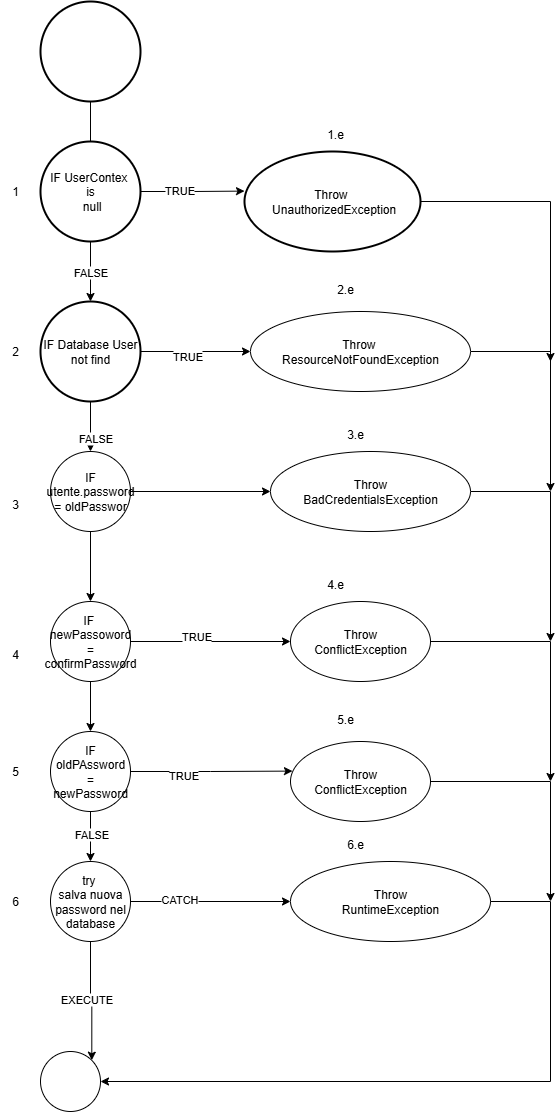 1.e
IF UserContex
is
null
1
TRUE
Throw
UnauthorizedException
FALSE
2.e
IF Database User
not find
2
TRUE
Throw
ResourceNotFoundException
FALSE
3.e
IF
utente.password
= oldPasswor
3
Throw
BadCredentialsException
4.e
IF
newPassoword
=
confirmPassword
4
TRUE
Throw
ConflictException
5.e
IF
oldPAssword
=
newPassword
5
TRUE
Throw
ConflictException
FALSE
6.e
try
salva nuova
password nel
database
6
CATCH
Throw
RuntimeException
EXECUTE